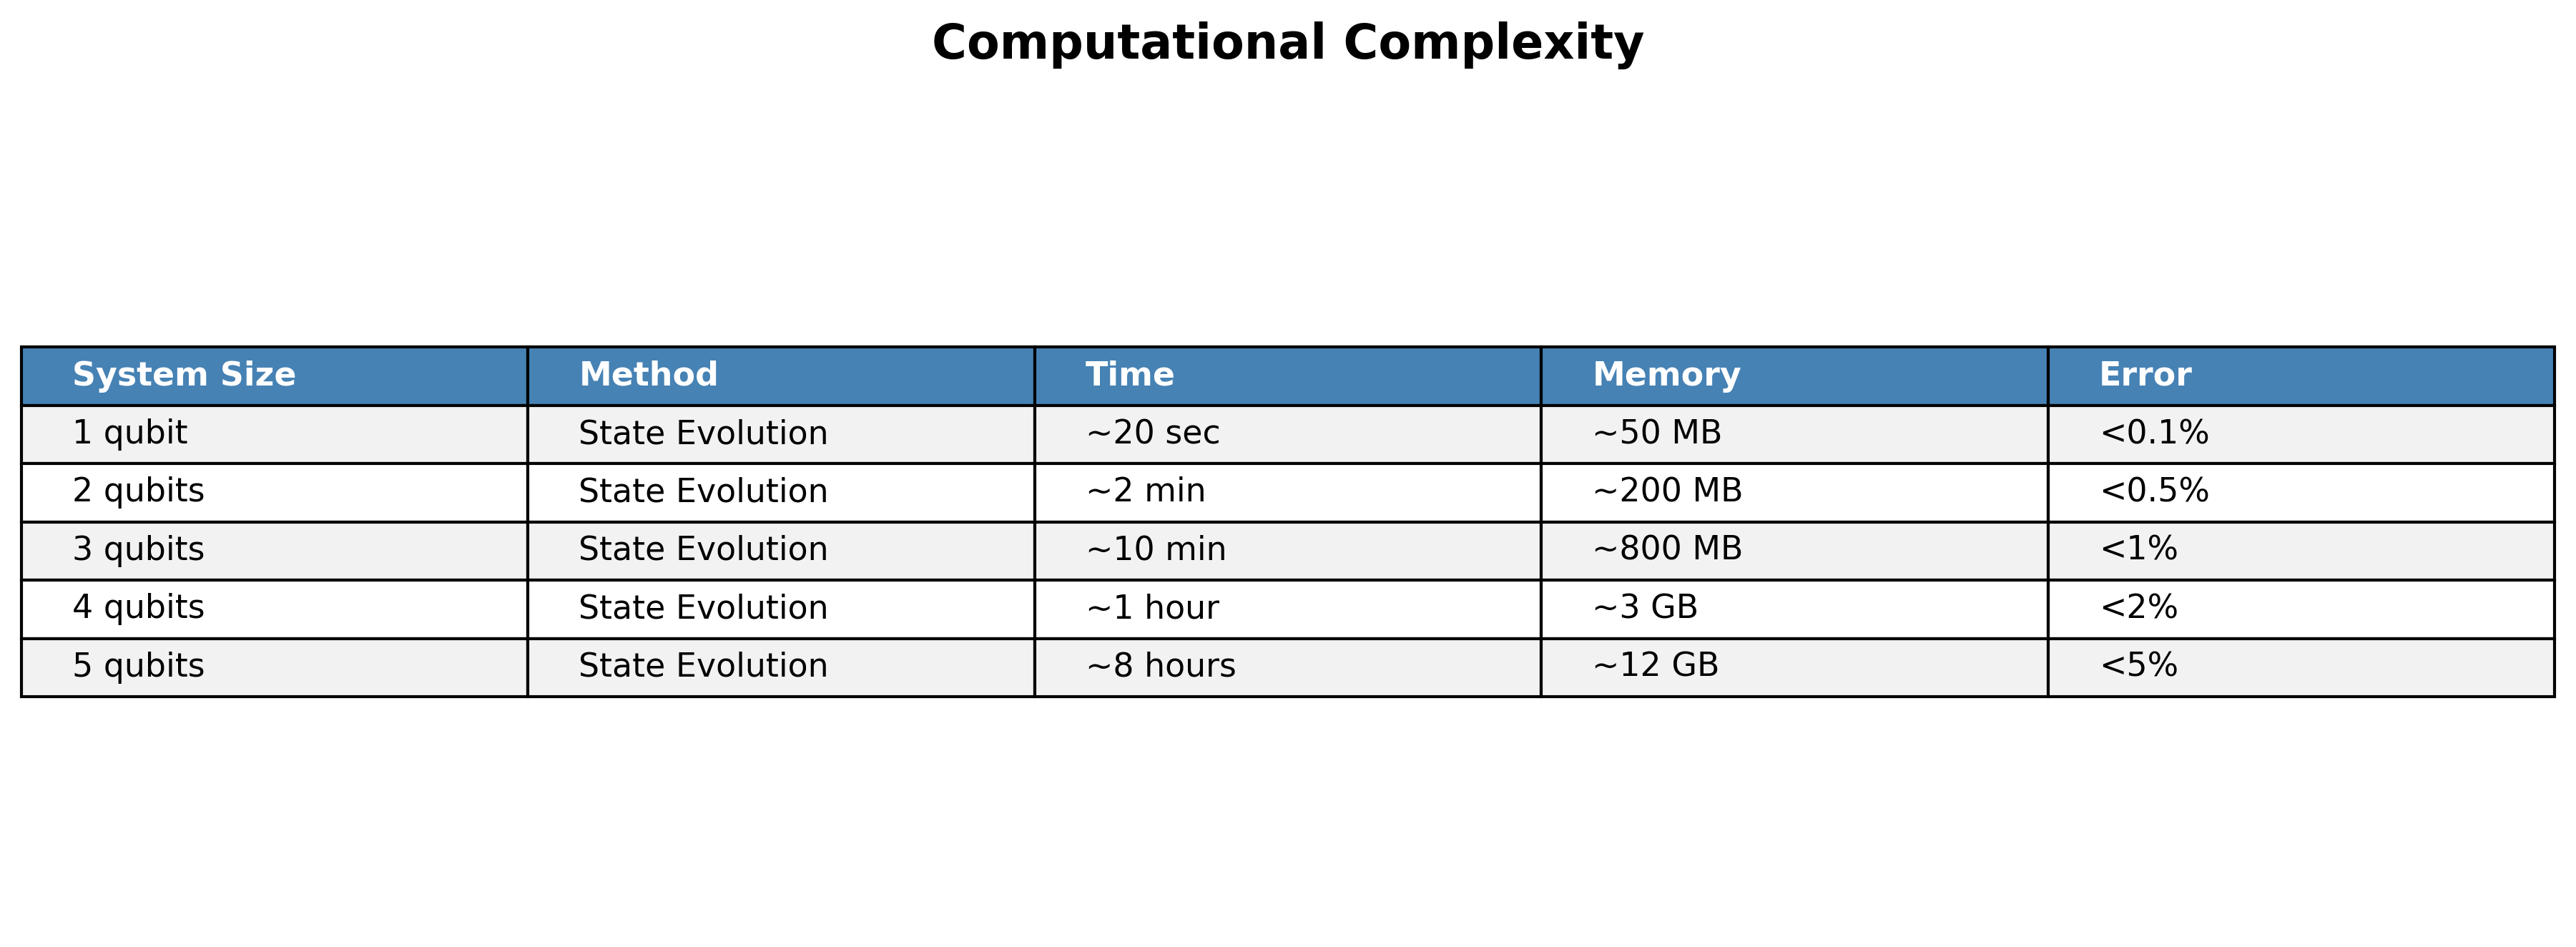 Computational Complexity
System Size Method Time Memory Error
1 qubit State Evolution ~20 sec ~50 MB <0.1%
2 qubits State Evolution ~2 min ~200 MB <0.5%
3 qubits State Evolution ~10 min ~800 MB <1%
4 qubits State Evolution ~1 hour ~3 GB <2%
5 qubits State Evolution ~8 hours ~12 GB <5%